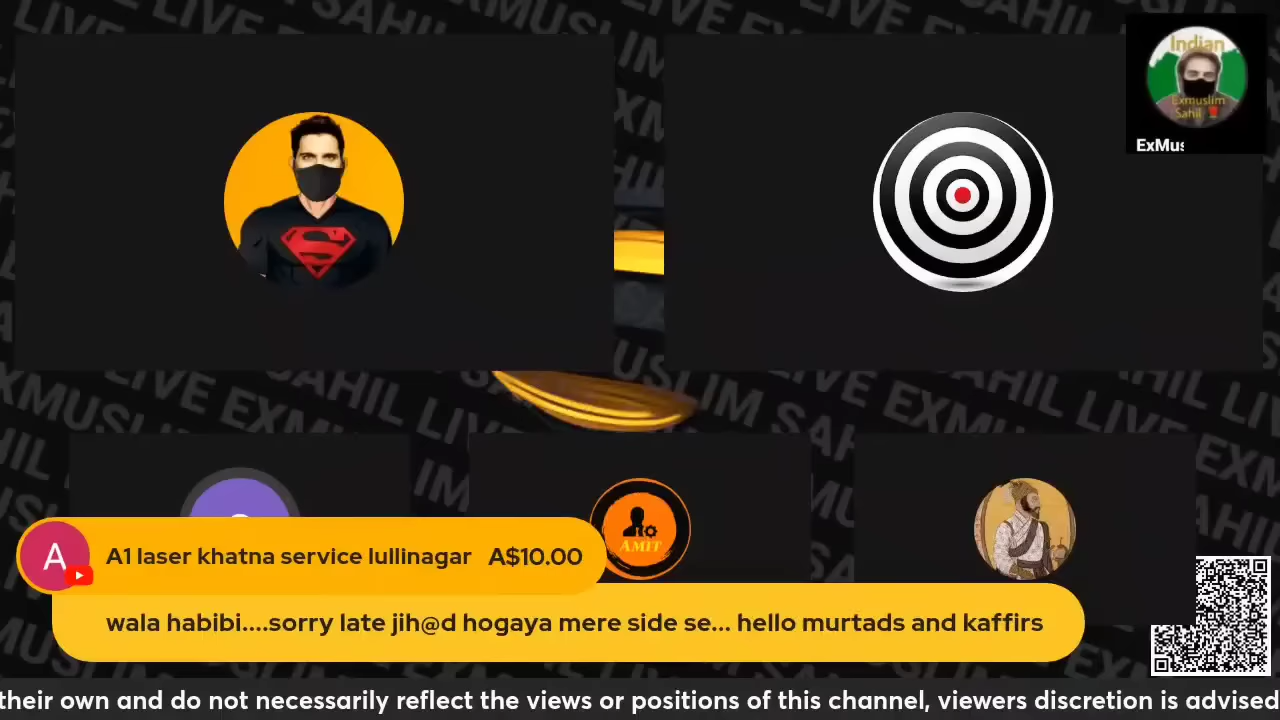 Indian
Exmuslim
Sahil
ExMus
AMIT
A
A1 laser khatna service lullinagar A$10.00
wala habibi....sorry late jih@d hogaya mere side se... hello murtads and kaffirs
their own and do not necessarily reflect the views or positions of this channel, viewers discretion is advised